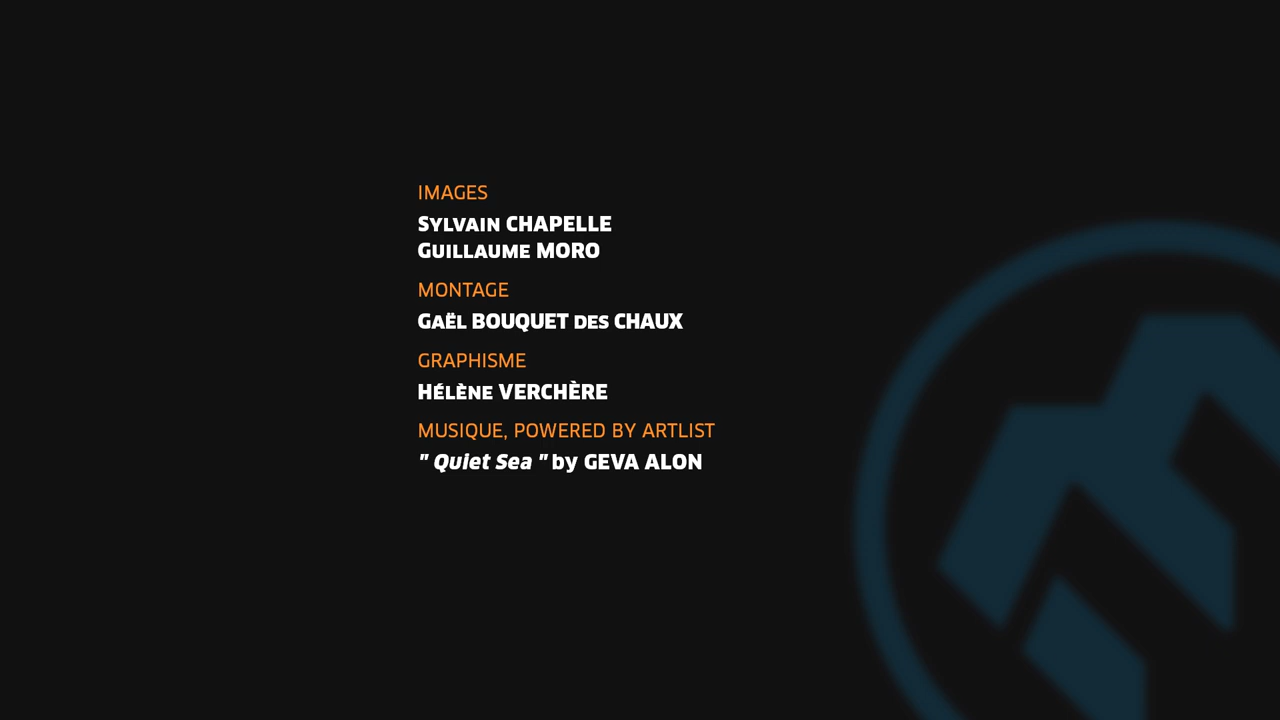 IMAGES
Sylvain CHAPELLE
Guillaume MORO
MONTAGE
Gaël BOUQUET des CHAUX
GRAPHISME
Hélène VERCHÈRE
MUSIQUE, POWERED BY ARTLIST
" Quiet Sea " by GEVA ALON